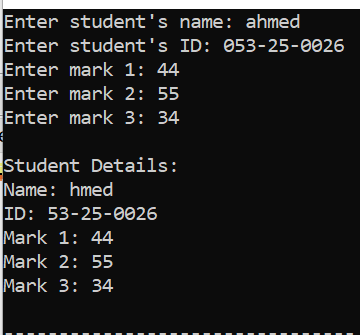 Enter student's name: ahmed
Enter student's ID: 053-25-0026
Enter mark 1: 44
Enter mark 2: 55
Enter mark 3: 34
Student Details:
Name: hmed
ID: 53-25-0026
Mark 1: 44
Mark 2: 55
Mark 3: 34
--------------------------------